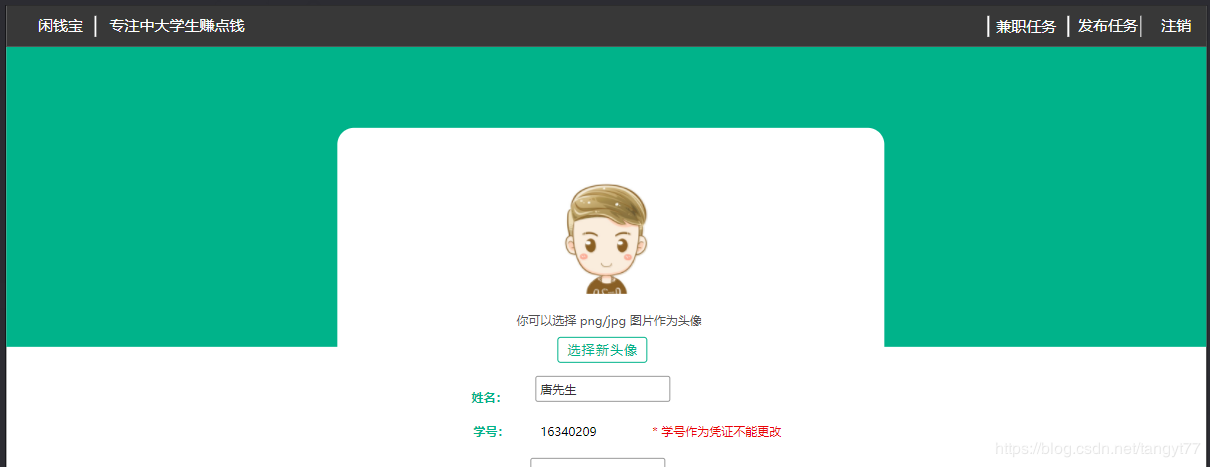 闲钱宝 专注中大学生赚点钱 兼职任务 发布任务 注销
你可以选择 png/jpg 图片作为头像
选择新头像
姓名: 唐先生
学号: 16340209 * 学号作为凭证不能更改
https://blog.csdn.net/tangyt77